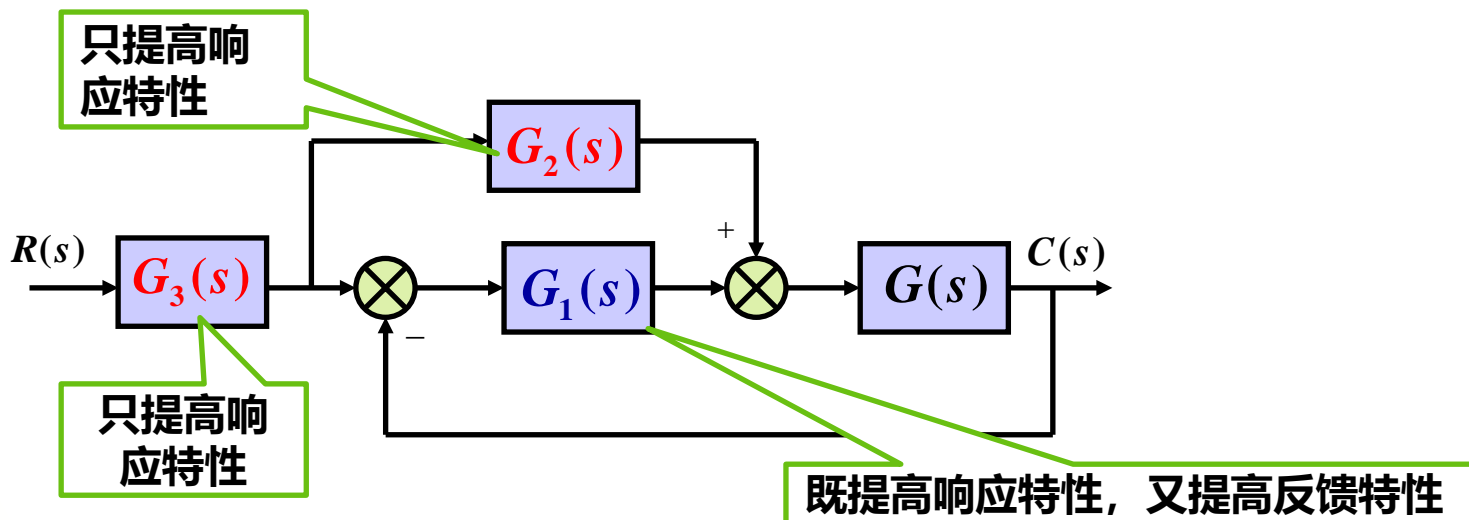 只提高响
应特性
G₂(s)
+
R(s)
G₃(s)
G₁(s)
G(s)
C(s)
−
只提高响
应特性
既提高响应特性，又提高反馈特性